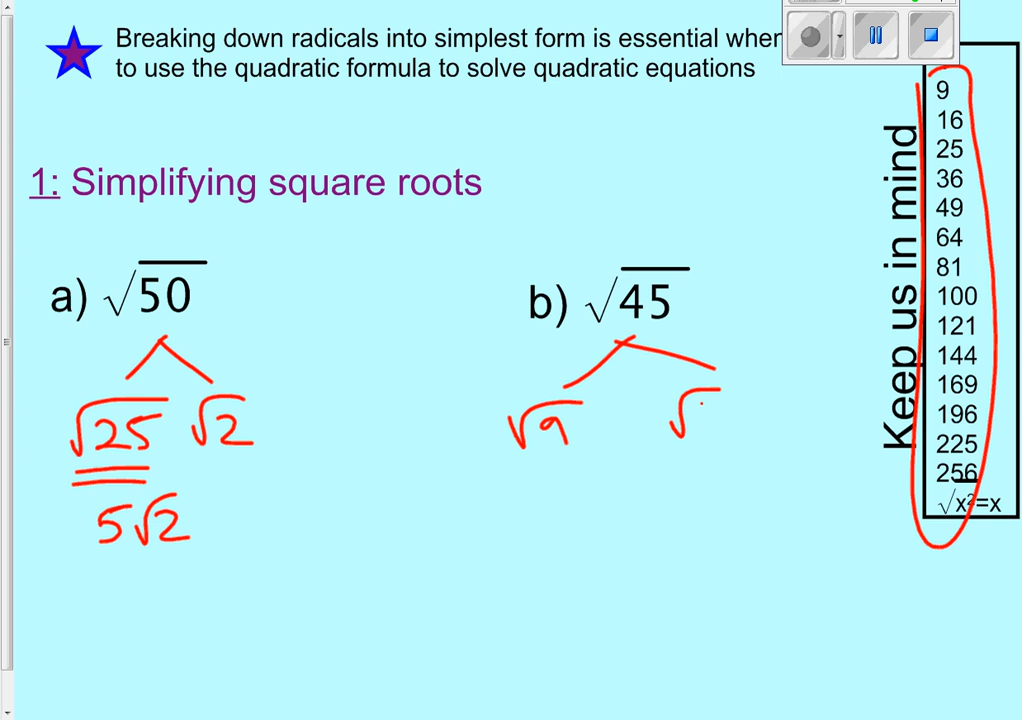 Breaking down radicals into simplest form is essential when
to use the quadratic formula to solve quadratic equations
1: Simplifying square roots
a) √50
√25 √2
5√2
b) √45
√9 √
Keep us in mind
9
16
25
36
49
64
81
100
121
144
169
196
225
256
√x²=x